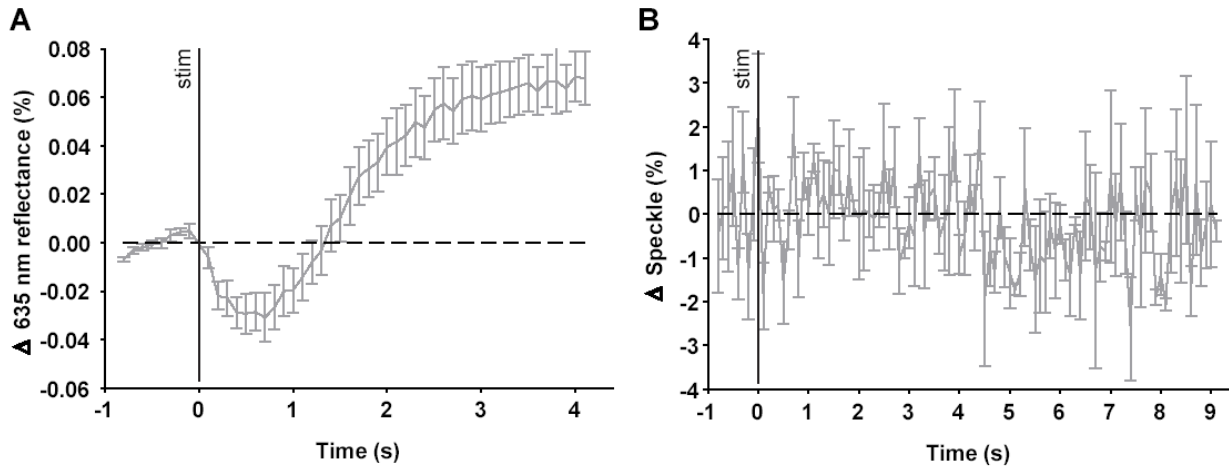 A
B
Δ 635 nm reflectance (%)
0.08
0.06
0.04
0.02
0.00
-0.02
-0.04
-0.06
stim
-1 0 1 2 3 4
Time (s)
Δ Speckle (%)
4
3
2
1
0
-1
-2
-3
-4
stim
-1 0 1 2 3 4 5 6 7 8 9
Time (s)